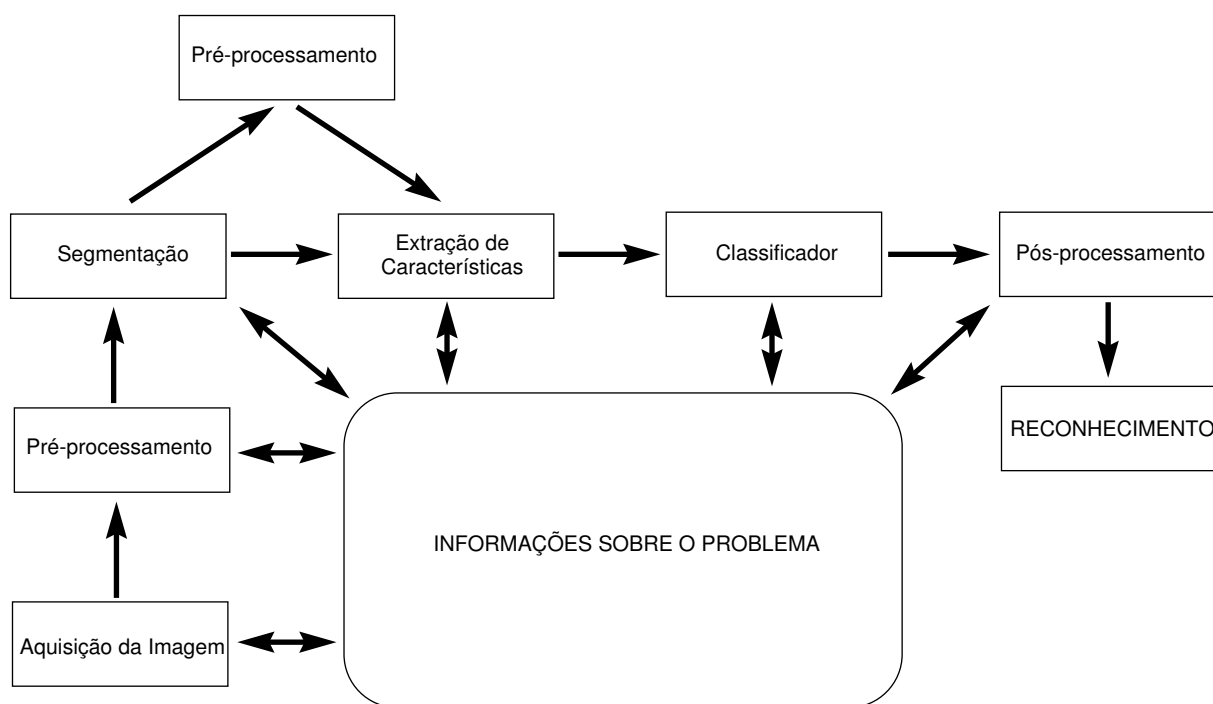 Pré-processamento
Segmentação
Extração de
Características
Classificador
Pós-processamento
Pré-processamento
RECONHECIMENTO
INFORMAÇÕES SOBRE O PROBLEMA
Aquisição da Imagem